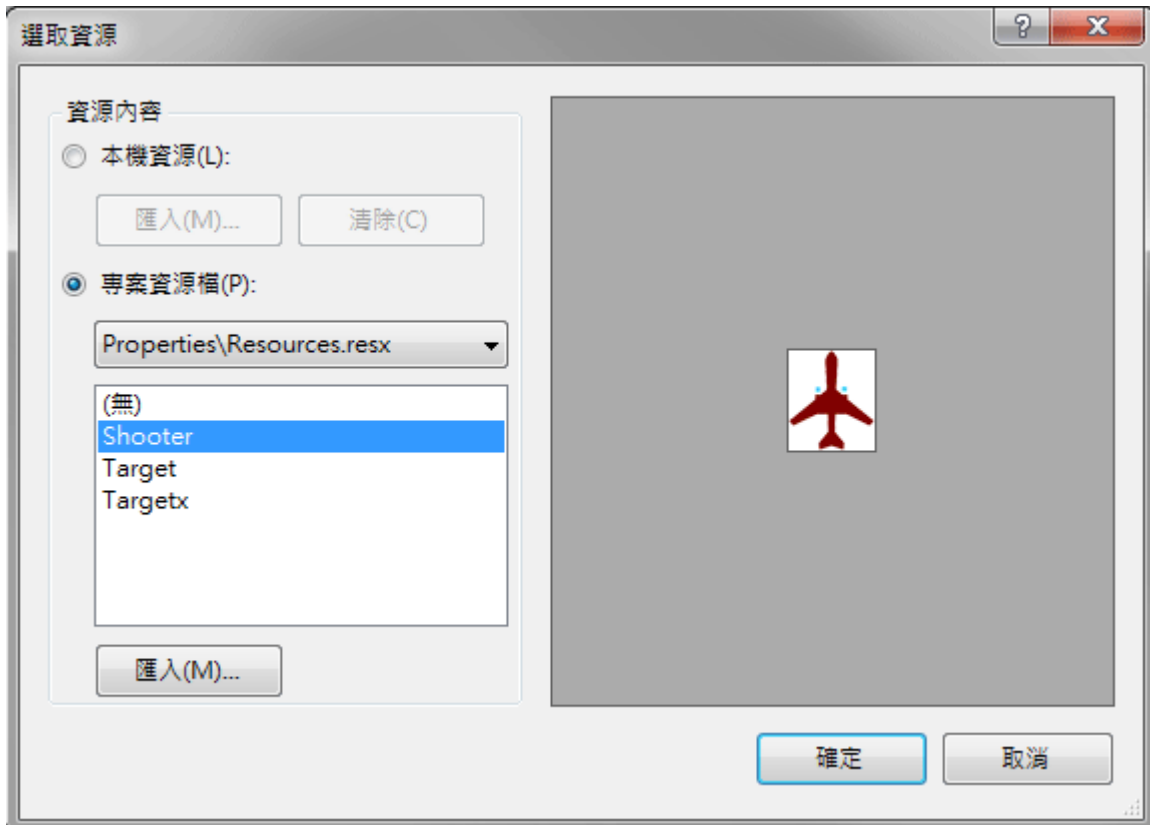 選取資源
資源內容
本機資源(L):
匯入(M)...
清除(C)
專案資源檔(P):
Properties\Resources.resx
(無)
Shooter
Target
Targetx
匯入(M)...
確定
取消